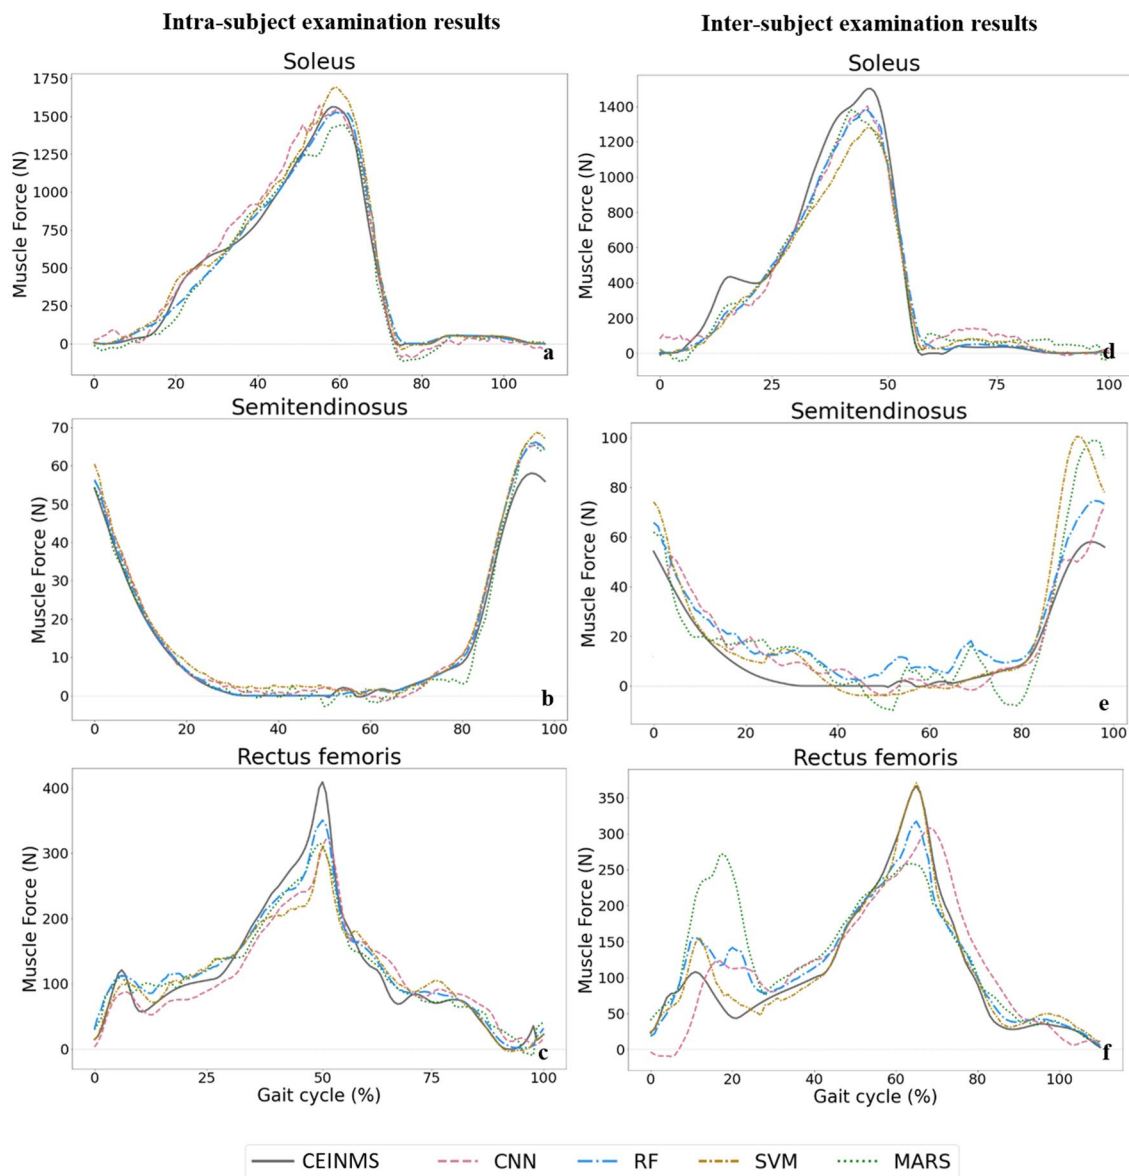 Intra-subject examination results
Inter-subject examination results
Soleus
Muscle Force (N)
1750
1500
1250
1000
750
500
250
0
0 20 40 60 80 100
a
Soleus
Muscle Force (N)
1400
1200
1000
800
600
400
200
0
0 25 50 75 100
d
Semitendinosus
Muscle Force (N)
70
60
50
40
30
20
10
0
0 20 40 60 80 100
b
Semitendinosus
Muscle Force (N)
100
80
60
40
20
0
0 20 40 60 80 100
e
Rectus femoris
Muscle Force (N)
400
300
200
100
0
0 25 50 75 100
Gait cycle (%)
c
Rectus femoris
Muscle Force (N)
350
300
250
200
150
100
50
0
0 20 40 60 80 100
Gait cycle (%)
f
CEINMS CNN RF SVM MARS